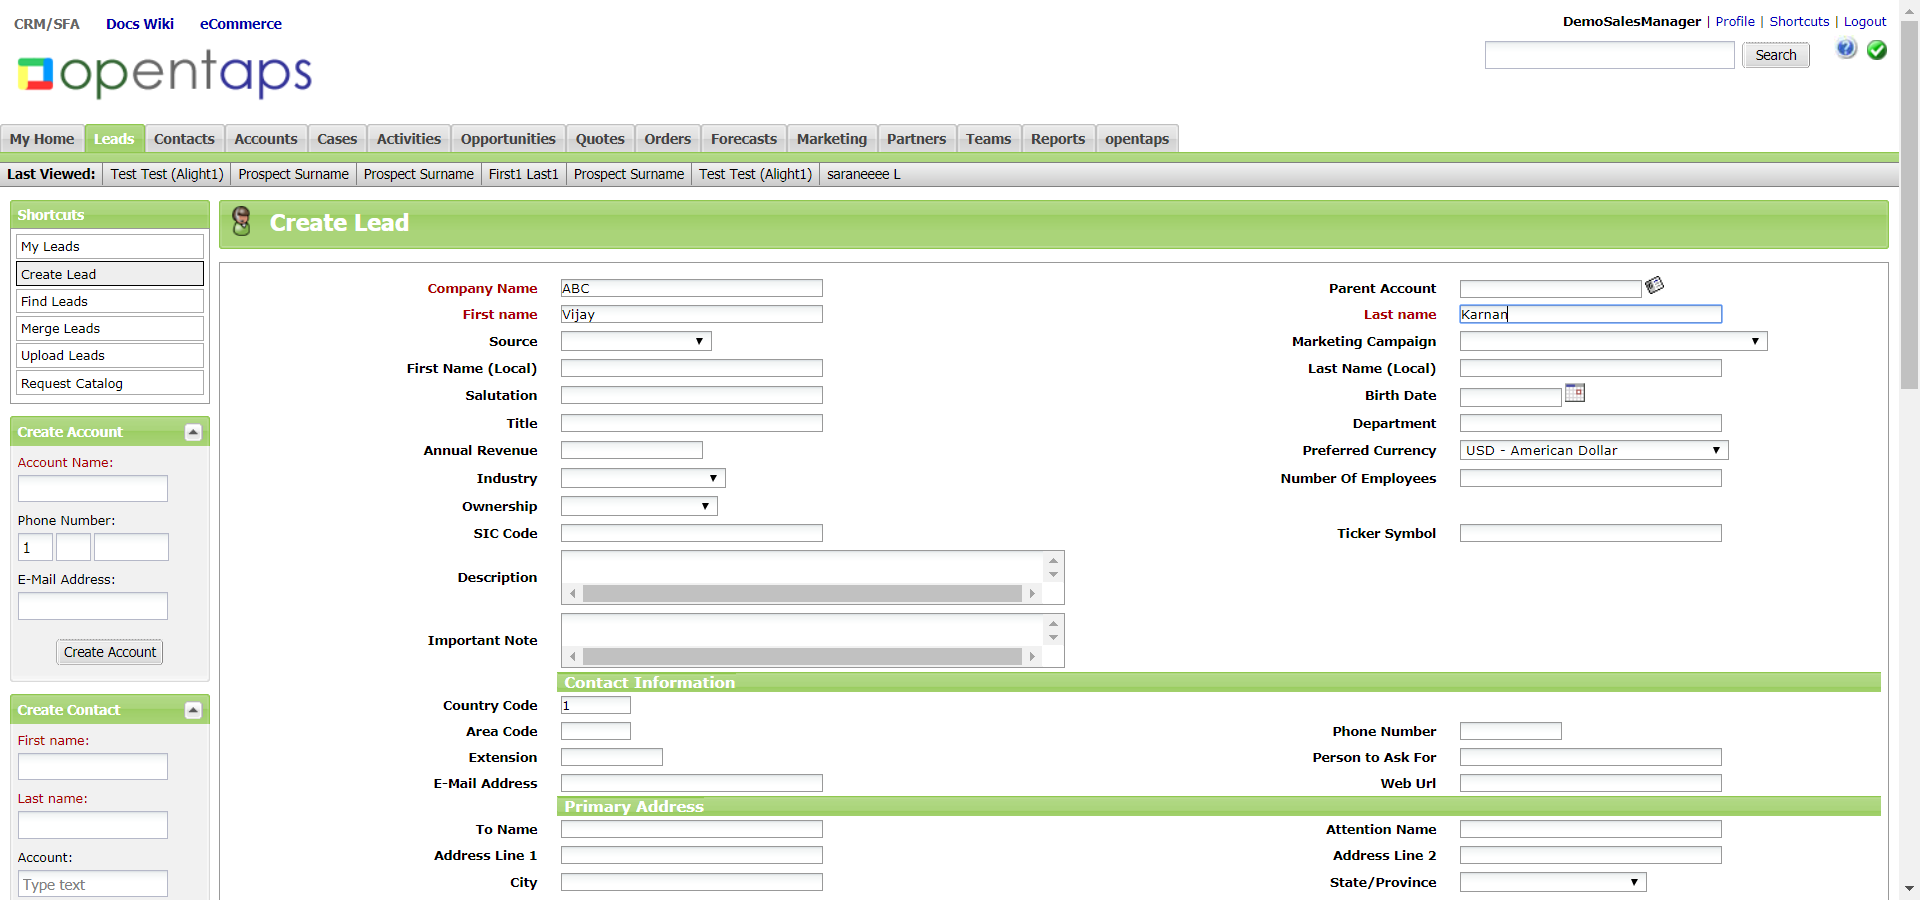 CRM/SFA Docs Wiki eCommerce
DemoSalesManager | Profile | Shortcuts | Logout
opentaps
Search
My Home Leads Contacts Accounts Cases Activities Opportunities Quotes Orders Forecasts Marketing Partners Teams Reports opentaps
Last Viewed: Test Test (Alight1) Prospect Surname Prospect Surname First1 Last1 Prospect Surname Test Test (Alight1) saraneeee L
Shortcuts
My Leads
Create Lead
Find Leads
Merge Leads
Upload Leads
Request Catalog
Create Account
Account Name:
Phone Number:
1
E-Mail Address:
Create Account
Create Contact
First name:
Last name:
Account:
Type text
Create Lead
Company Name ABC Parent Account
First name Vijay Last name Karnan
Source Marketing Campaign
First Name (Local) Last Name (Local)
Salutation Birth Date
Title Department
Annual Revenue Preferred Currency USD - American Dollar
Industry Number Of Employees
Ownership
SIC Code Ticker Symbol
Description
Important Note
Contact Information
Country Code 1
Area Code Phone Number
Extension Person to Ask For
E-Mail Address Web Url
Primary Address
To Name Attention Name
Address Line 1 Address Line 2
City State/Province